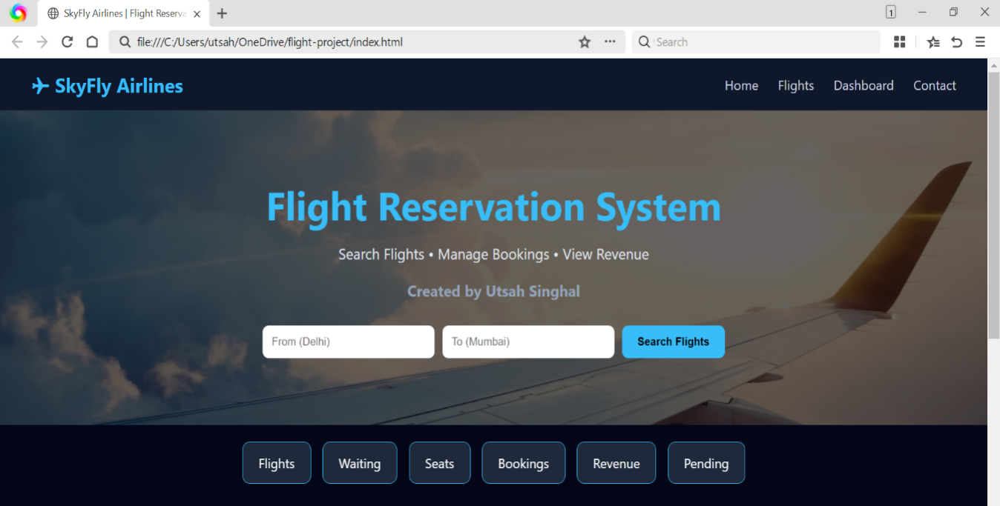 SkyFly Airlines | Flight Reserva
1
file:///C:/Users/utsah/OneDrive/flight-project/index.html
Search
✈ SkyFly Airlines
Home Flights Dashboard Contact
Flight Reservation System
Search Flights • Manage Bookings • View Revenue
Created by Utsah Singhal
From (Delhi) To (Mumbai) Search Flights
Flights Waiting Seats Bookings Revenue Pending